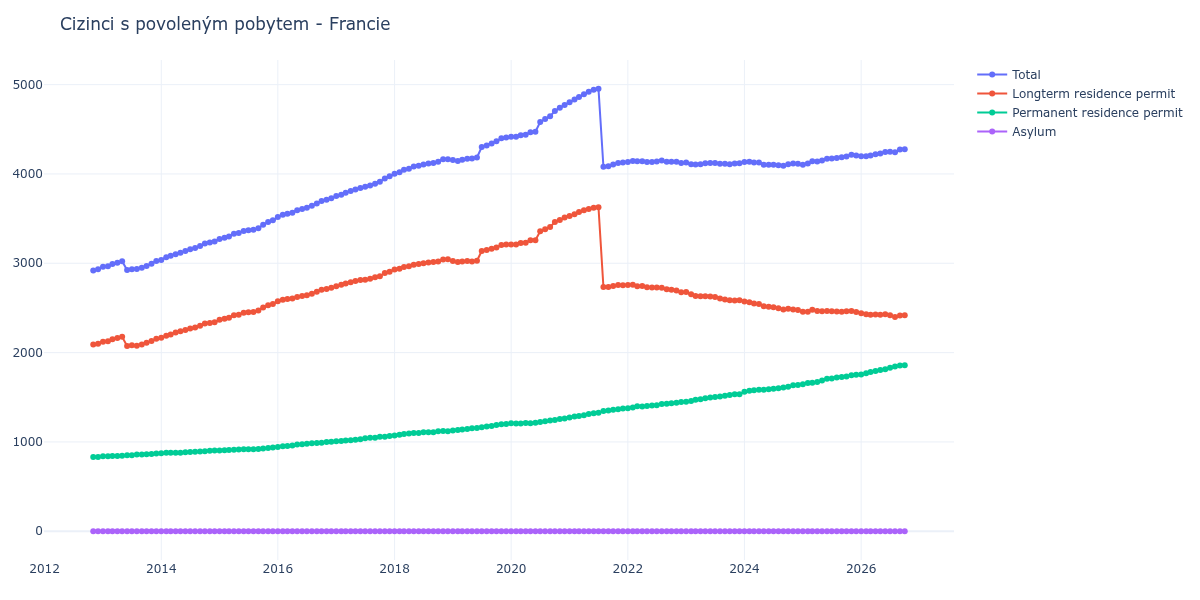 Cizinci s povoleným pobytem - Francie
Total
Longterm residence permit
Permanent residence permit
Asylum
5000
4000
3000
2000
1000
0
2012 2014 2016 2018 2020 2022 2024 2026